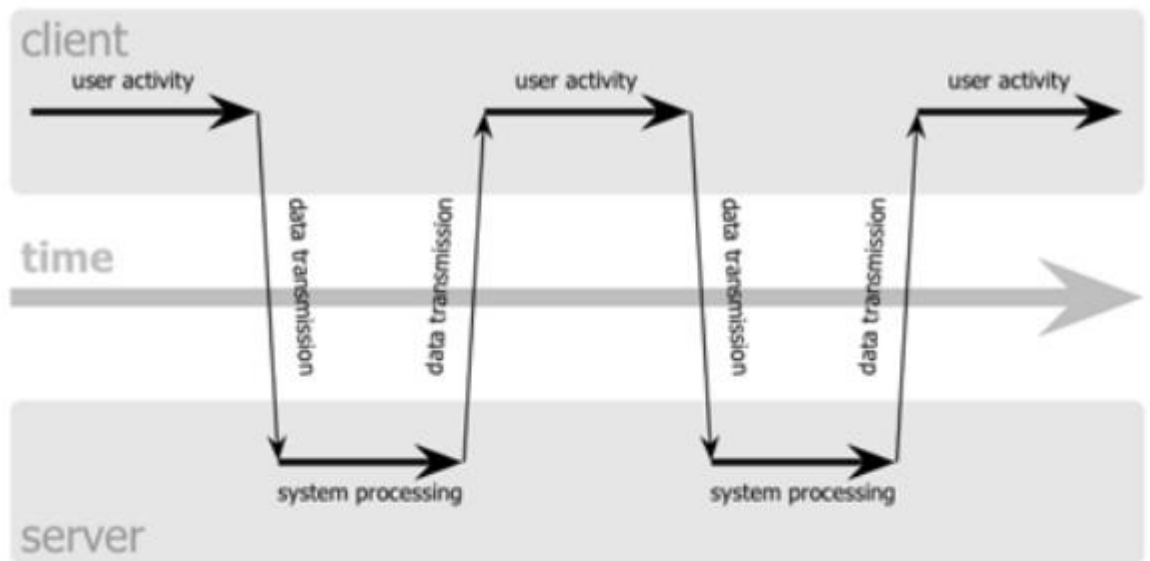 client
user activity
user activity
user activity
data transmission
data transmission
data transmission
data transmission
time
system processing
system processing
server